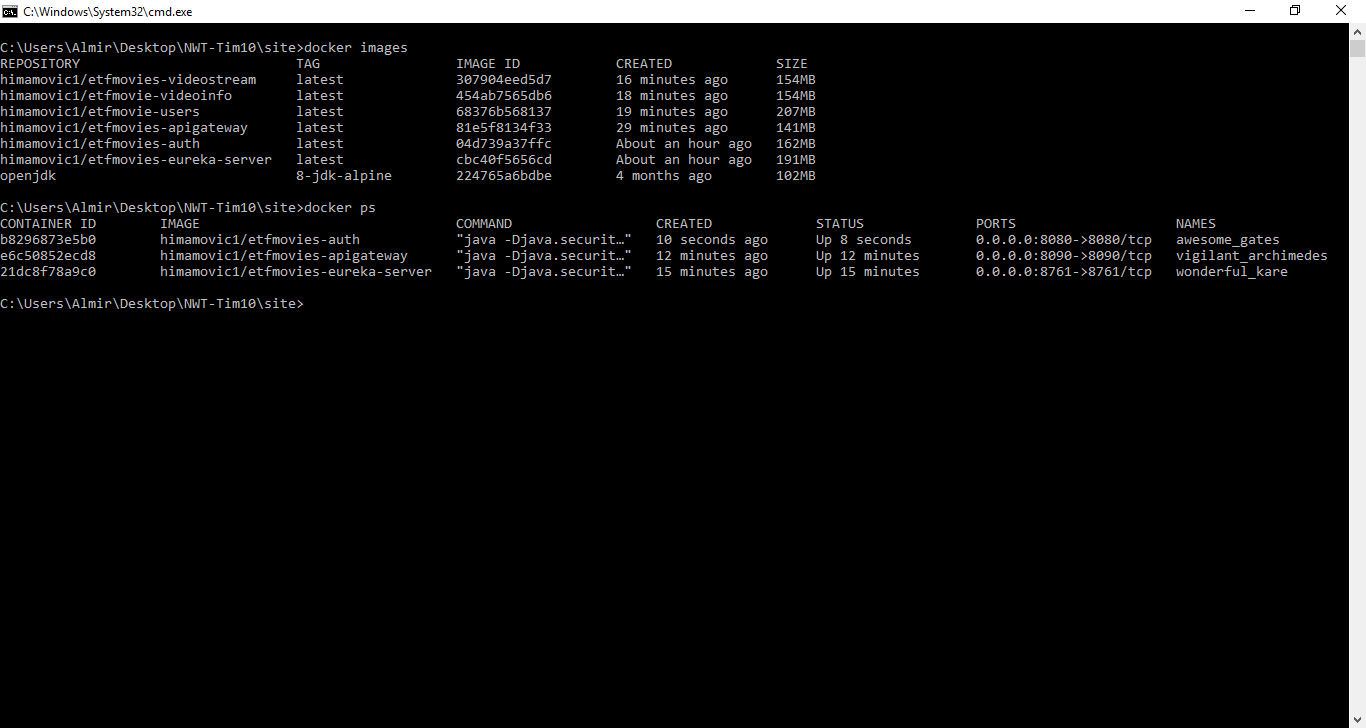 C:\Windows\System32\cmd.exe
C:\Users\Almir\Desktop\NWT-Tim10\site>docker images
REPOSITORY TAG IMAGE ID CREATED SIZE
himamovic1/etfmovies-videostream latest 307904eed5d7 16 minutes ago 154MB
himamovic1/etfmovie-videoinfo latest 454ab7565db6 18 minutes ago 154MB
himamovic1/etfmovie-users latest 68376b568137 19 minutes ago 207MB
himamovic1/etfmovies-apigateway latest 81e5f8134f33 29 minutes ago 141MB
himamovic1/etfmovies-auth latest 04d739a37ffc About an hour ago 162MB
himamovic1/etfmovies-eureka-server latest cbc40f5656cd About an hour ago 191MB
openjdk 8-jdk-alpine 224765a6bdbe 4 months ago 102MB
C:\Users\Almir\Desktop\NWT-Tim10\site>docker ps
CONTAINER ID IMAGE COMMAND CREATED STATUS PORTS NAMES
b8296873e5b0 himamovic1/etfmovies-auth "java -Djava.securit…" 10 seconds ago Up 8 seconds 0.0.0.0:8080->8080/tcp awesome_gates
e6c50852ecd8 himamovic1/etfmovies-apigateway "java -Djava.securit…" 12 minutes ago Up 12 minutes 0.0.0.0:8090->8090/tcp vigilant_archimedes
21dc8f78a9c0 himamovic1/etfmovies-eureka-server "java -Djava.securit…" 15 minutes ago Up 15 minutes 0.0.0.0:8761->8761/tcp wonderful_kare
C:\Users\Almir\Desktop\NWT-Tim10\site>